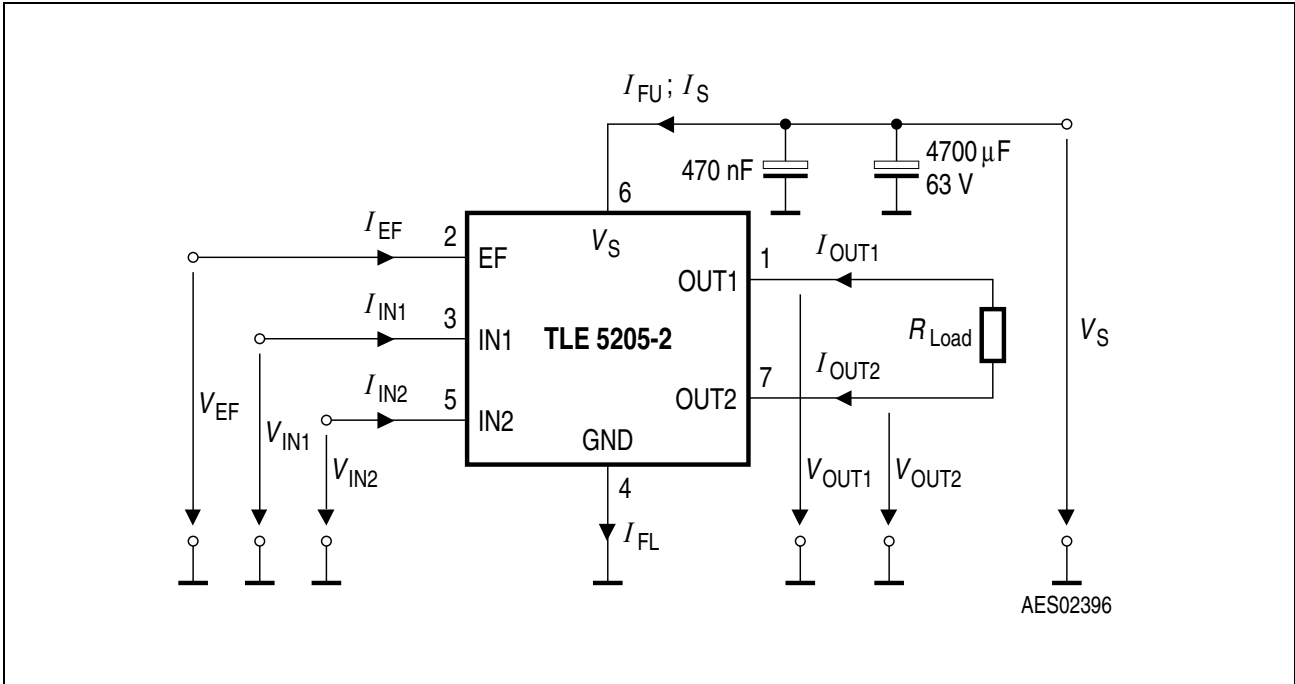 I FU ; I S
470 nF
4700 µF
63 V
6
I EF
2
EF
V S
1
I OUT1
OUT1
I IN1
3
IN1
TLE 5205-2
R Load
V S
I IN2
5
IN2
7
I OUT2
OUT2
GND
V EF
V IN1
V IN2
4
I FL
V OUT1
V OUT2
AES02396